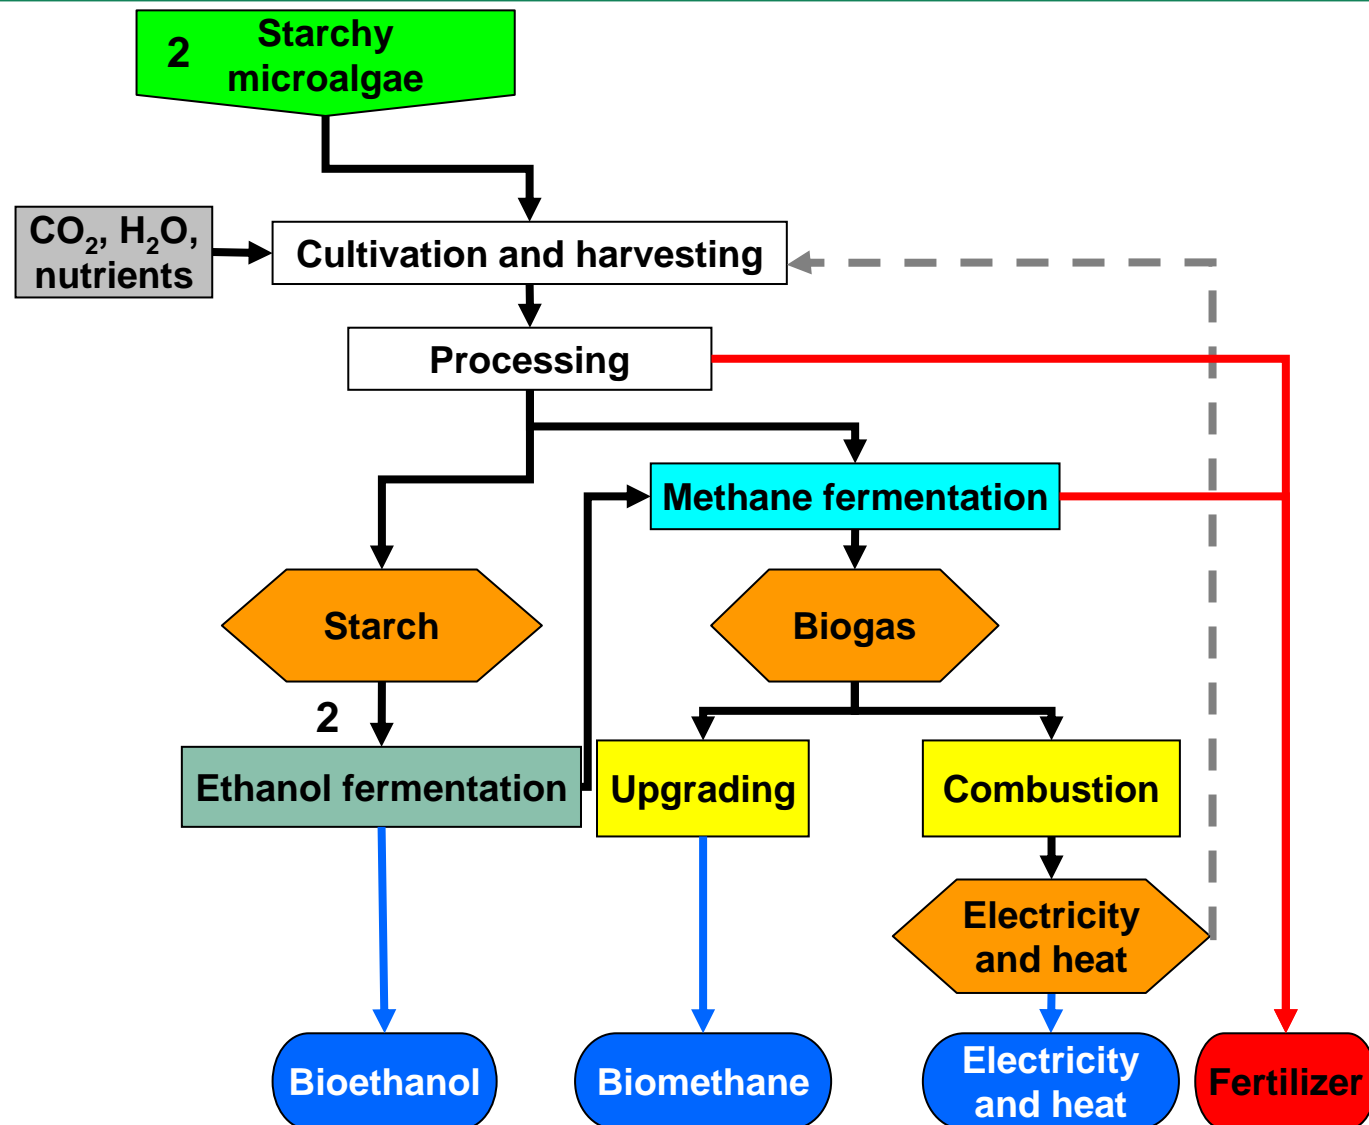 2
Starchy
microalgae
CO₂, H₂O,
nutrients
Cultivation and harvesting
Processing
Methane fermentation
Starch
Biogas
2
Ethanol fermentation
Upgrading
Combustion
Electricity
and heat
Bioethanol
Biomethane
Electricity
and heat
Fertilizer